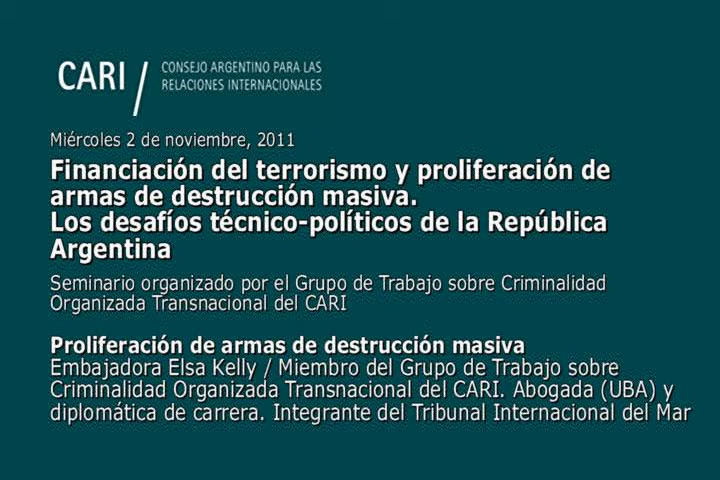 CARI/
CONSEJO ARGENTINO PARA LAS
RELACIONES INTERNACIONALES
Miércoles 2 de noviembre, 2011
Financiación del terrorismo y proliferación de
armas de destrucción masiva.
Los desafíos técnico-políticos de la República
Argentina
Seminario organizado por el Grupo de Trabajo sobre Criminalidad
Organizada Transnacional del CARI
Proliferación de armas de destrucción masiva
Embajadora Elsa Kelly / Miembro del Grupo de Trabajo sobre
Criminalidad Organizada Transnacional del CARI. Abogada (UBA) y
diplomática de carrera. Integrante del Tribunal Internacional del Mar